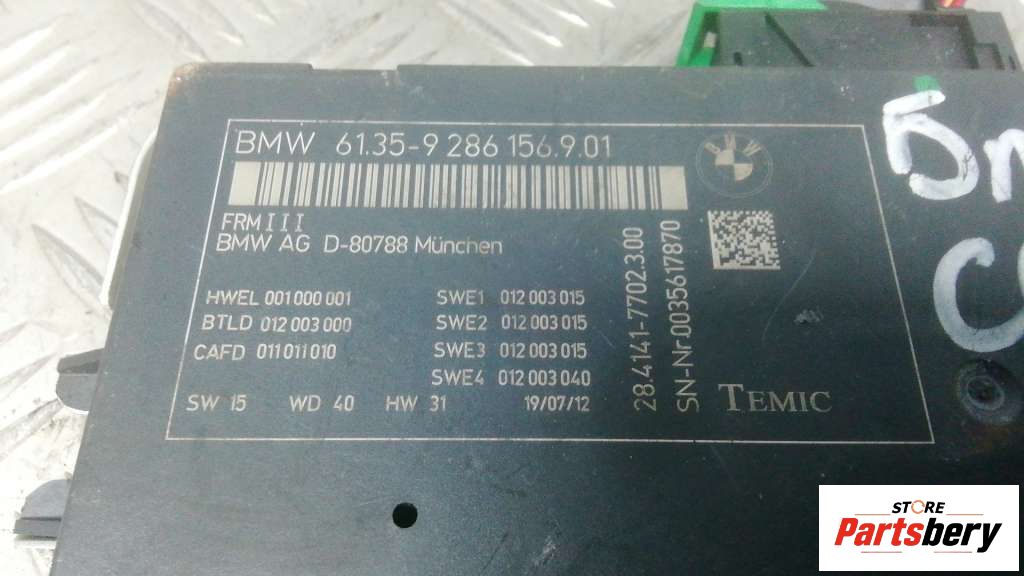 BMW 61.35-9 286 156.9.01
BMW
FRM III
BMW AG D-80788 München
HWEL 001 000 001
BTLD 012 003 000
CAFD 011 011 010
SWE1 012 003 015
SWE2 012 003 015
SWE3 012 003 015
SWE4 012 003 040
SW 15 WD 40 HW 31 19/07/12
28.4141-7702.300
SN-Nr.0035617870
TEMIC
STORE
Partsbery